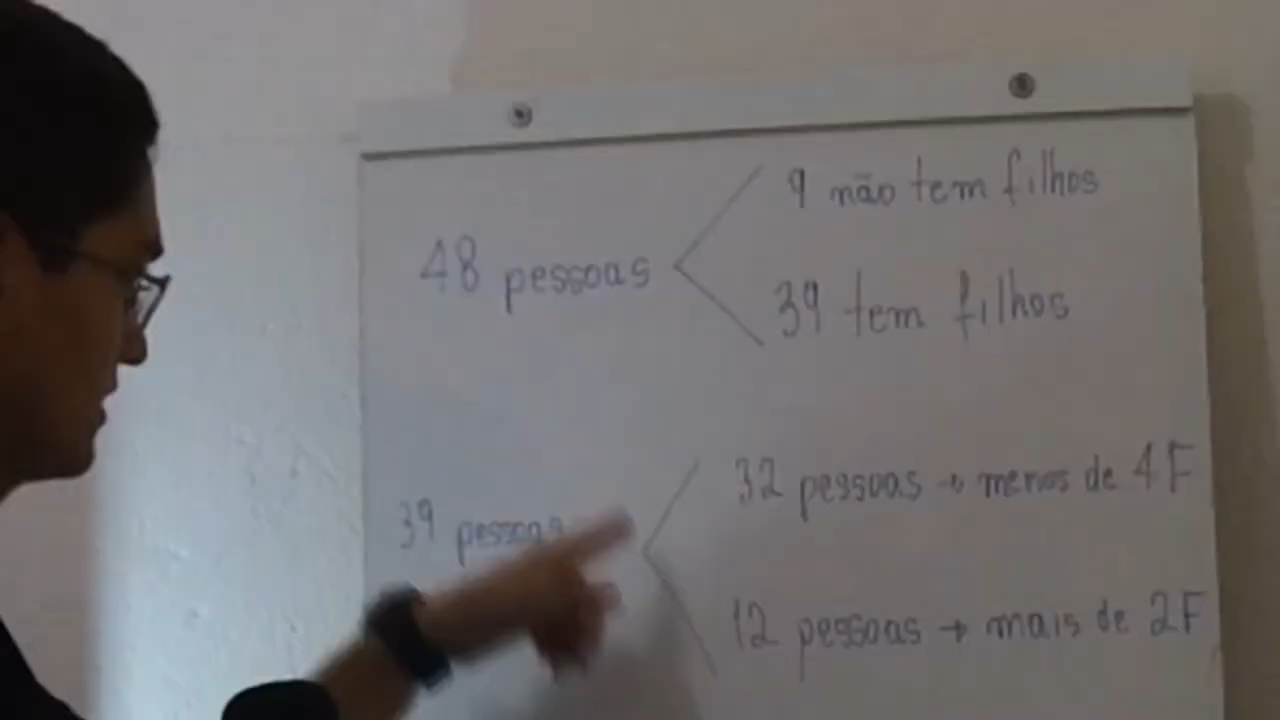 48 pessoas
9 não tem filhos
39 tem filhos
39 pessoas
32 pessoas → menos de 4F
12 pessoas → mais de 2F